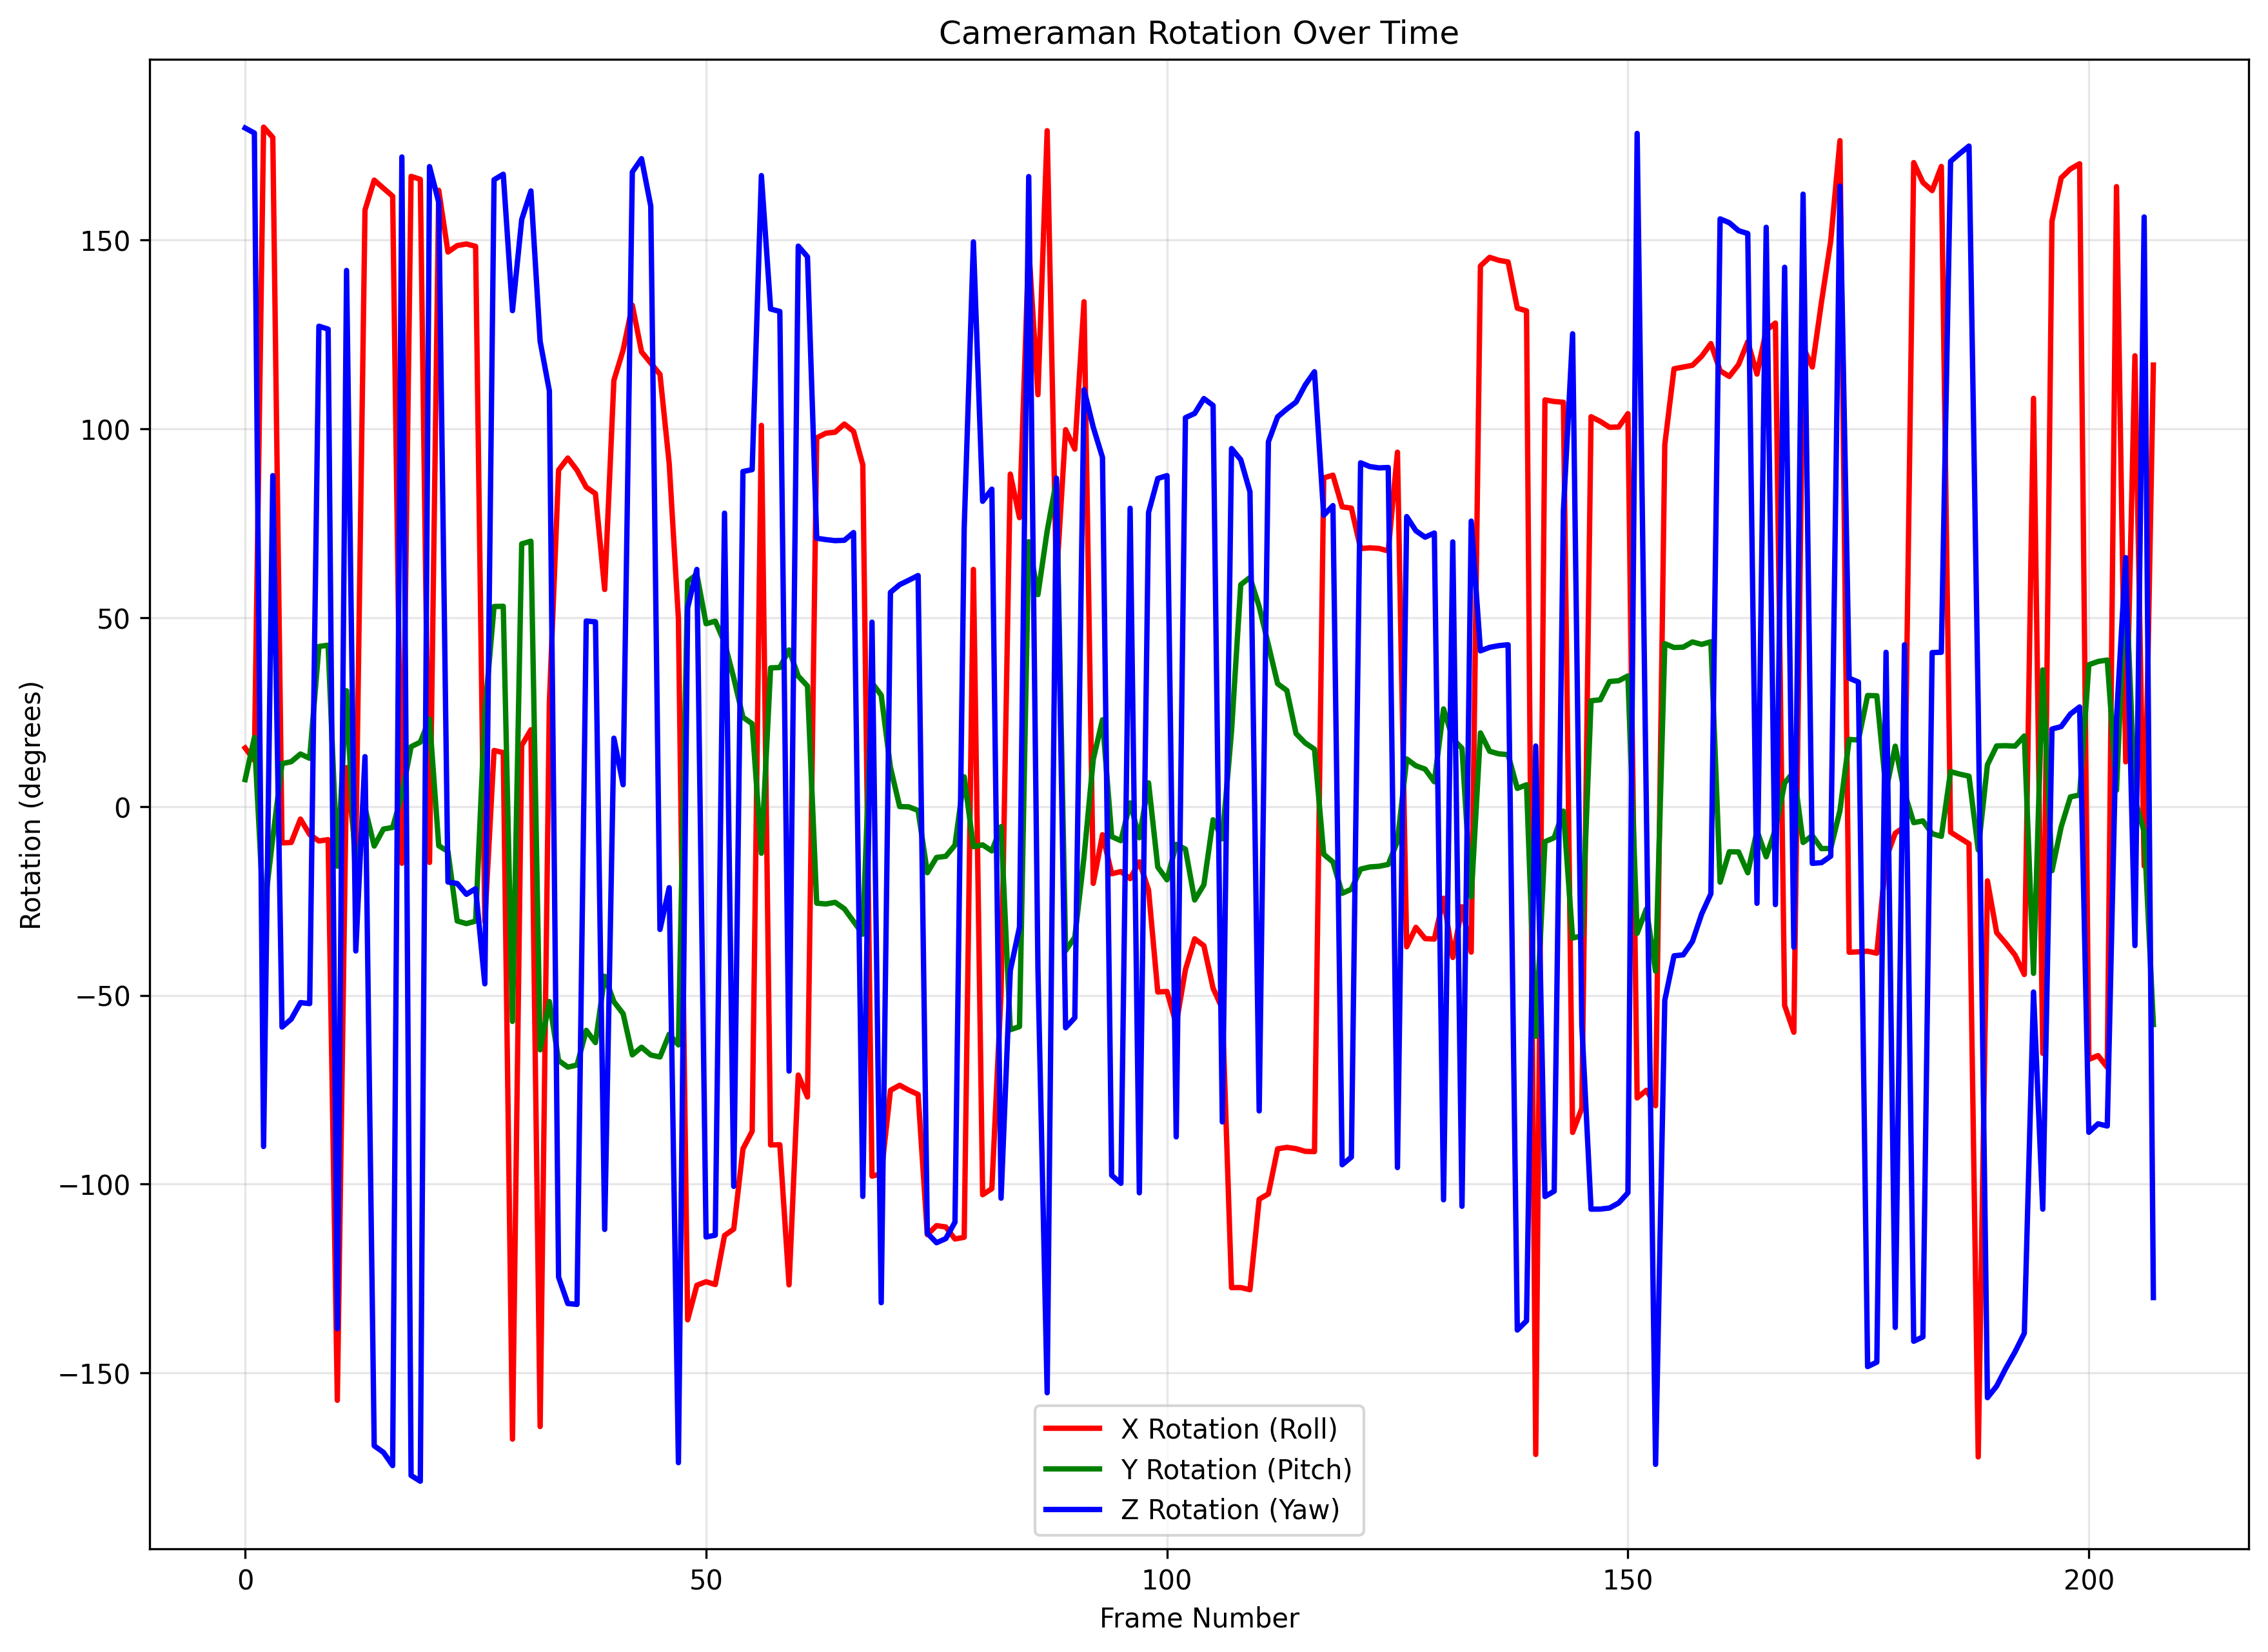 Cameraman Rotation Over Time
Rotation (degrees)
150
100
50
0
−50
−100
−150
0
50
100
150
200
Frame Number
X Rotation (Roll)
Y Rotation (Pitch)
Z Rotation (Yaw)